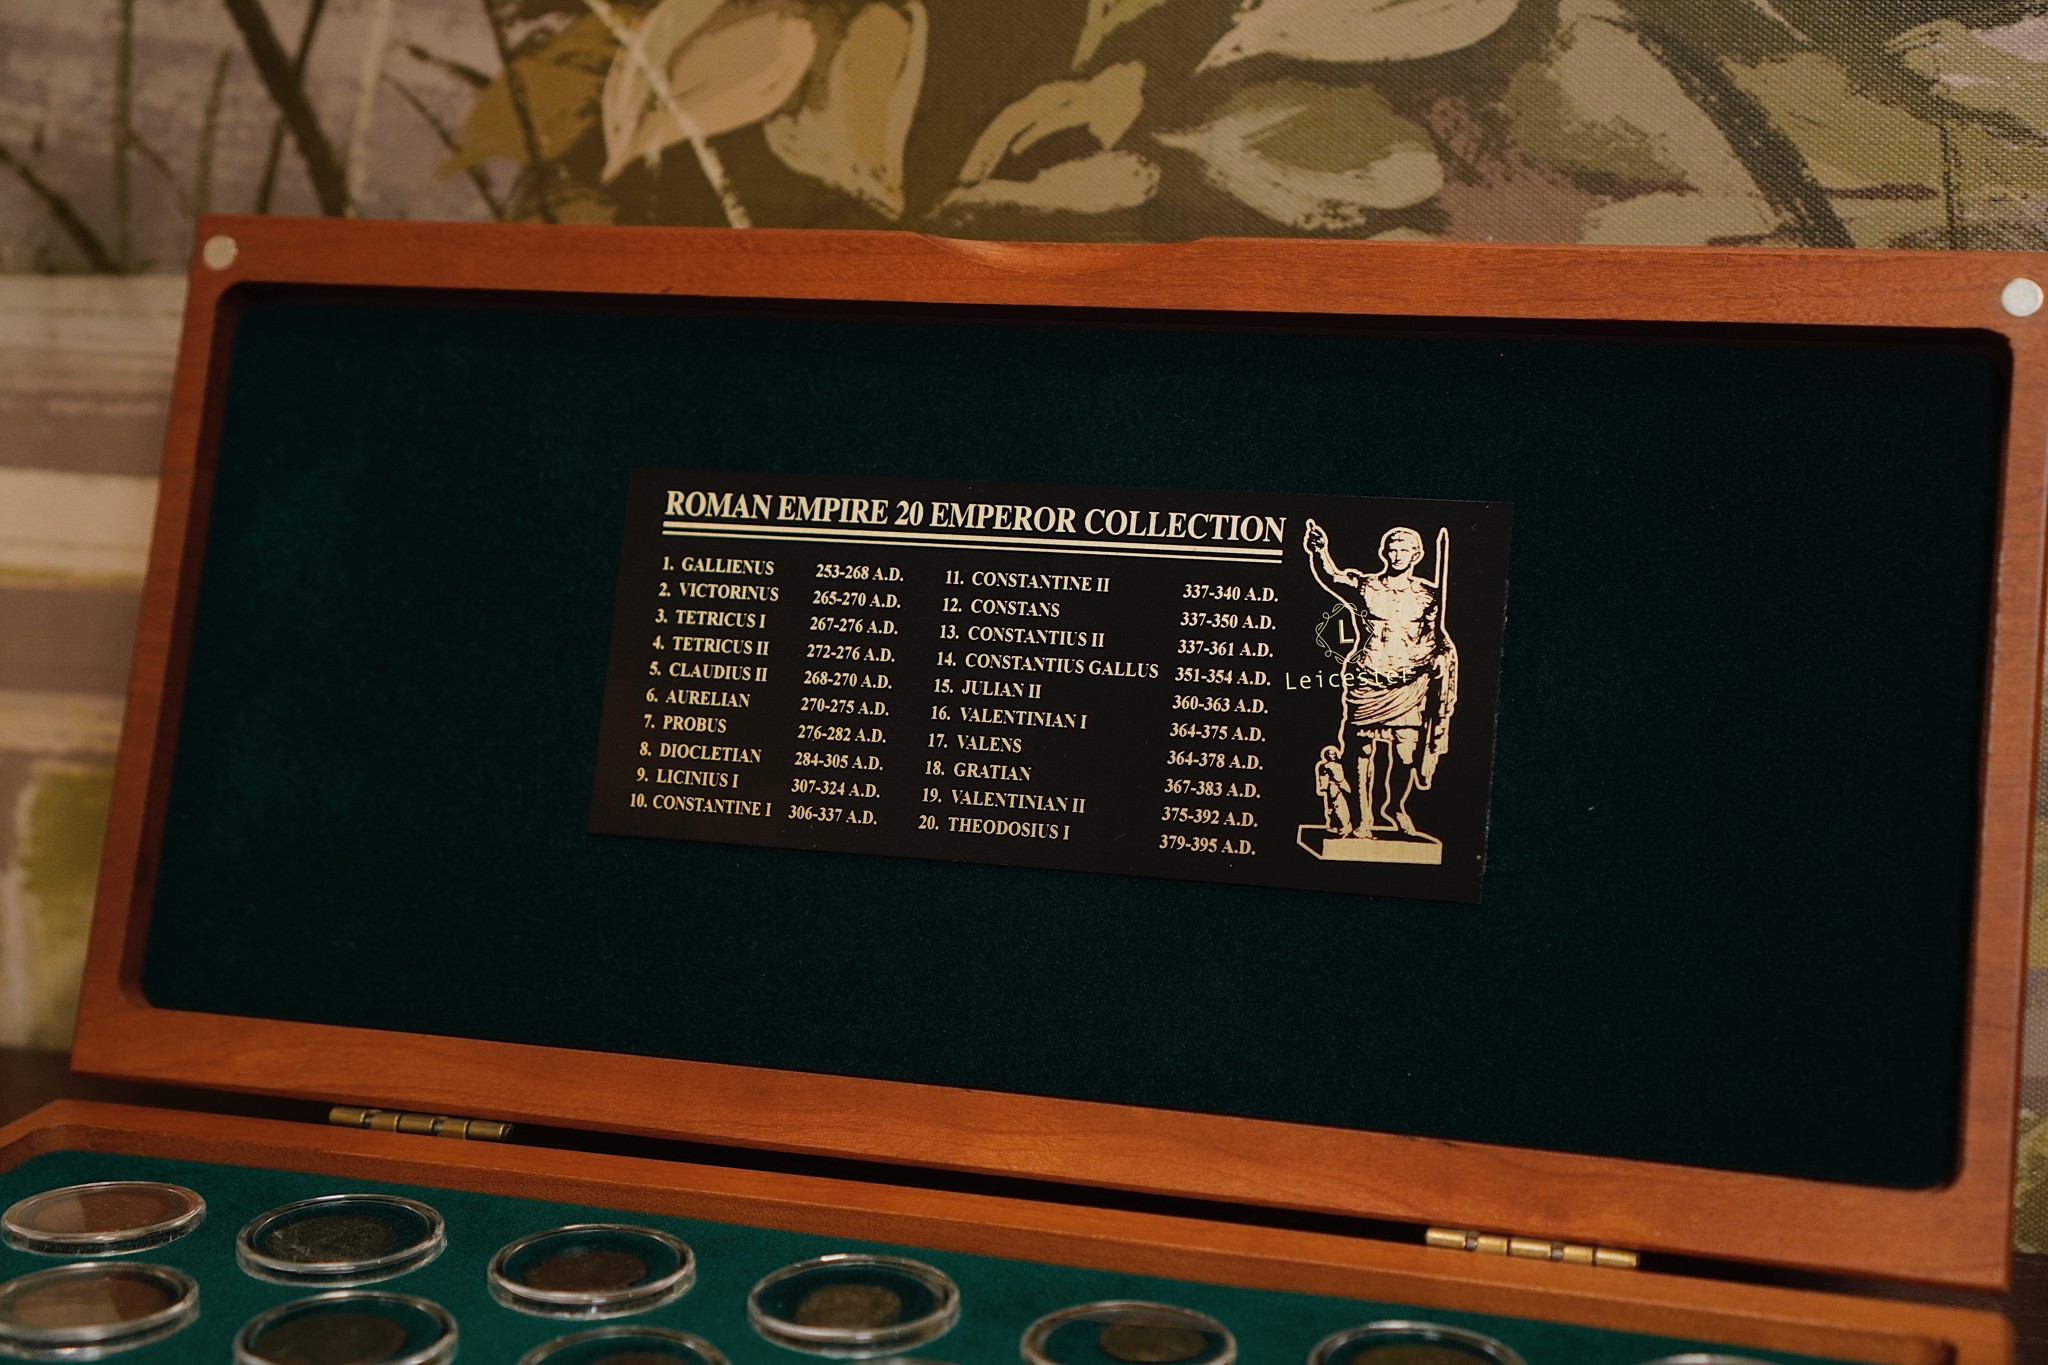 ROMAN EMPIRE 20 EMPEROR COLLECTION
1. GALLIENUS 253-268 A.D.
2. VICTORINUS 265-270 A.D.
3. TETRICUS I 267-276 A.D.
4. TETRICUS II 272-276 A.D.
5. CLAUDIUS II 268-270 A.D.
6. AURELIAN 270-275 A.D.
7. PROBUS 276-282 A.D.
8. DIOCLETIAN 284-305 A.D.
9. LICINIUS I 307-324 A.D.
10. CONSTANTINE I 306-337 A.D.
11. CONSTANTINE II 337-340 A.D.
12. CONSTANS 337-350 A.D.
13. CONSTANTIUS II 337-361 A.D.
14. CONSTANTIUS GALLUS 351-354 A.D.
15. JULIAN II 360-363 A.D.
16. VALENTINIAN I 364-375 A.D.
17. VALENS 364-378 A.D.
18. GRATIAN 367-383 A.D.
19. VALENTINIAN II 375-392 A.D.
20. THEODOSIUS I 379-395 A.D.
L
Leicester